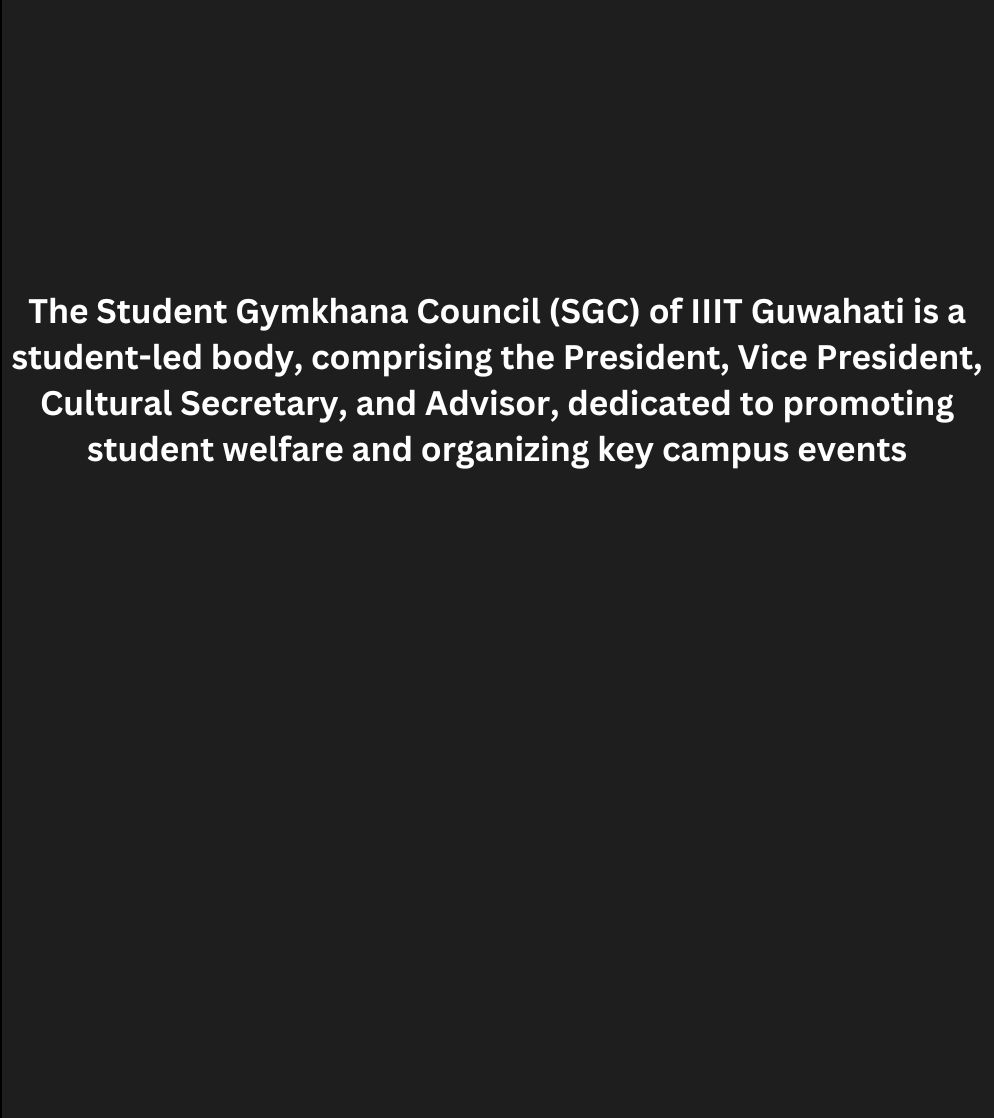 The Student Gymkhana Council (SGC) of IIIT Guwahati is a
student-led body, comprising the President, Vice President,
Cultural Secretary, and Advisor, dedicated to promoting
student welfare and organizing key campus events